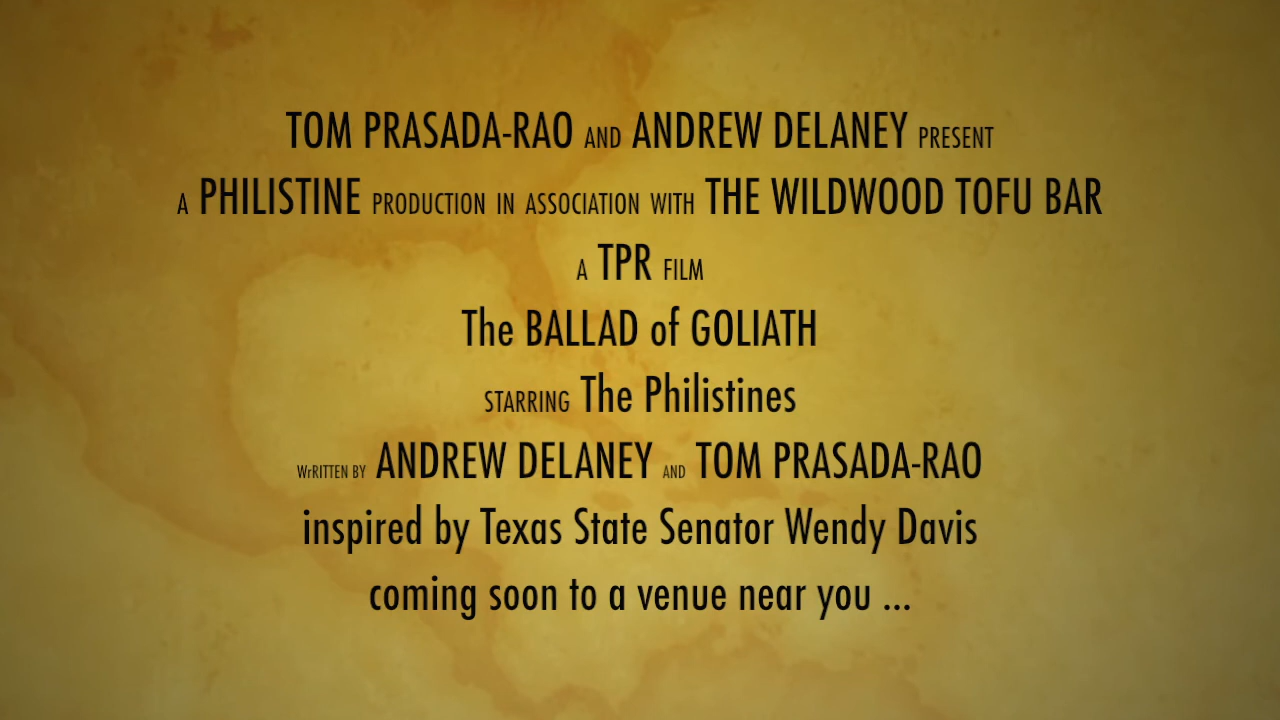 TOM PRASADA-RAO AND ANDREW DELANEY PRESENT
A PHILISTINE PRODUCTION IN ASSOCIATION WITH THE WILDWOOD TOFU BAR
A TPR FILM
The BALLAD of GOLIATH
STARRING The Philistines
WrRITTEN BY ANDREW DELANEY AND TOM PRASADA-RAO
inspired by Texas State Senator Wendy Davis
coming soon to a venue near you ...